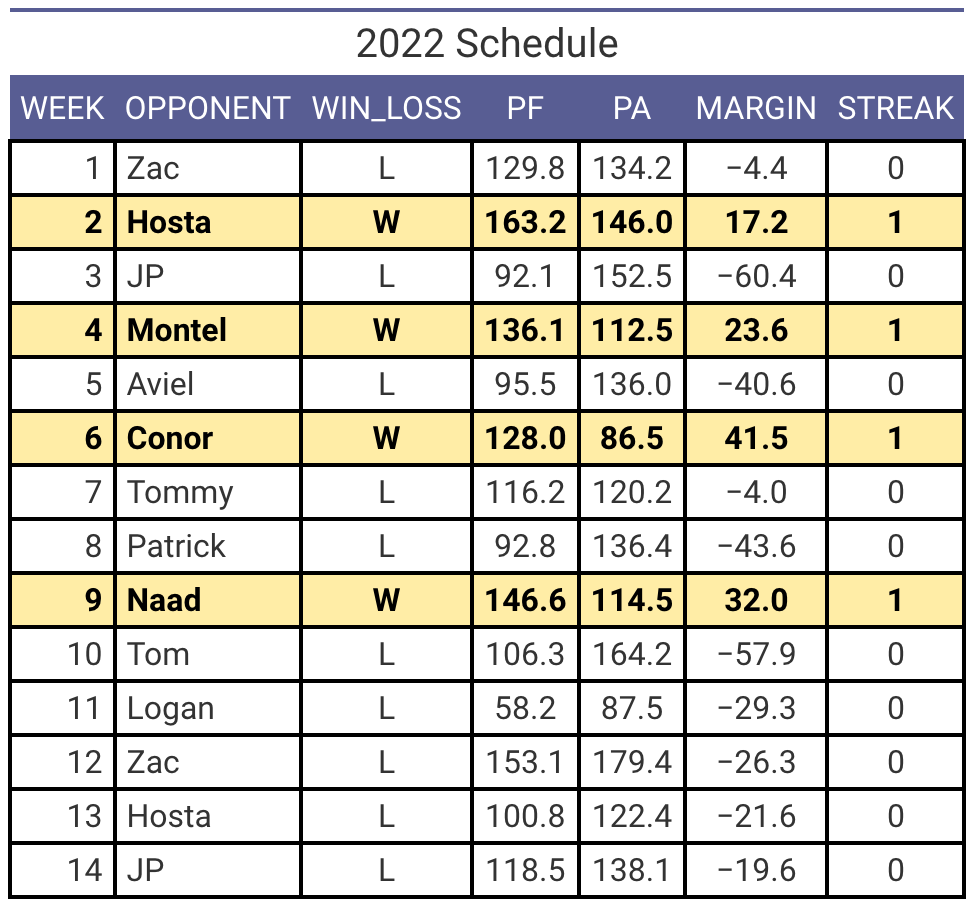 2022 Schedule
WEEK OPPONENT WIN_LOSS PF PA MARGIN STREAK
1 Zac L 129.8 134.2 −4.4 0
2 Hosta W 163.2 146.0 17.2 1
3 JP L 92.1 152.5 −60.4 0
4 Montel W 136.1 112.5 23.6 1
5 Aviel L 95.5 136.0 −40.6 0
6 Conor W 128.0 86.5 41.5 1
7 Tommy L 116.2 120.2 −4.0 0
8 Patrick L 92.8 136.4 −43.6 0
9 Naad W 146.6 114.5 32.0 1
10 Tom L 106.3 164.2 −57.9 0
11 Logan L 58.2 87.5 −29.3 0
12 Zac L 153.1 179.4 −26.3 0
13 Hosta L 100.8 122.4 −21.6 0
14 JP L 118.5 138.1 −19.6 0